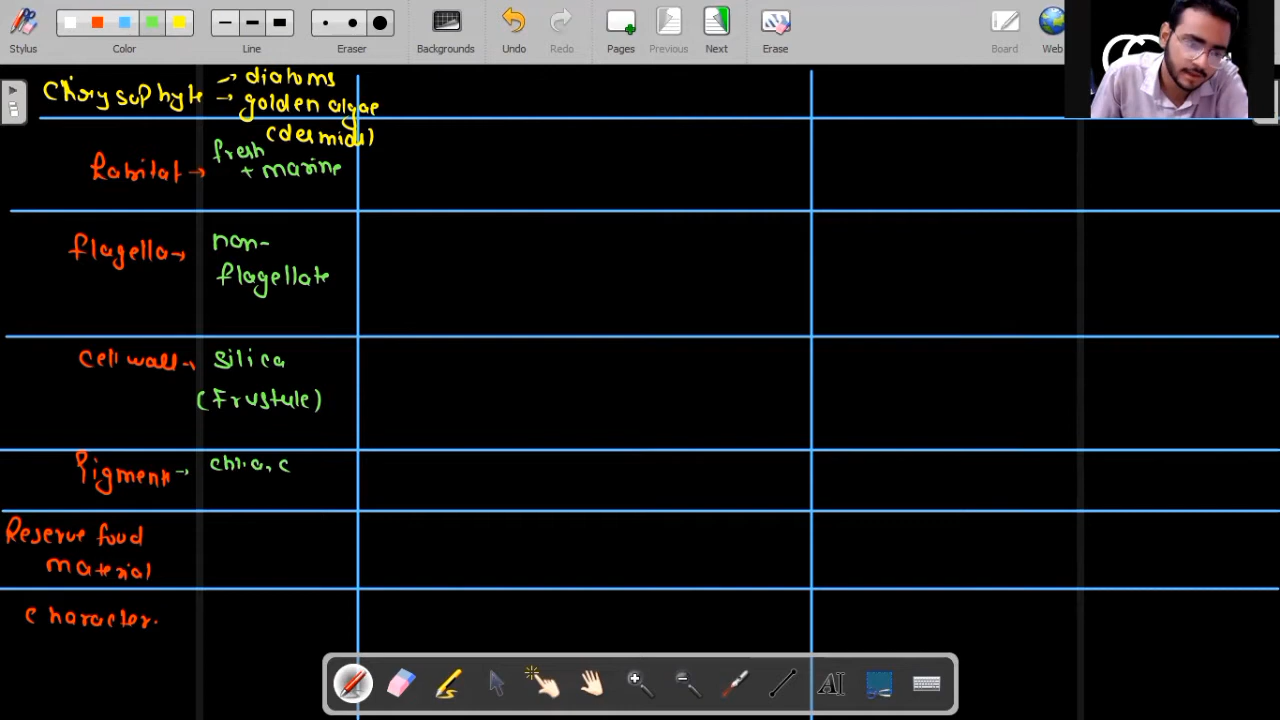 Stylus
Color
Line
Eraser
Backgrounds
Undo
Redo
Pages
Previous
Next
Erase
Board
Web
Chrysophyte → diatoms
→ golden algae
(desmids)
Habitat → fresh
+ marine
flagella → non-
flagellate
cell wall → silica
(Frustule)
Pigment → chl·a, c
Reserve food
material
character.